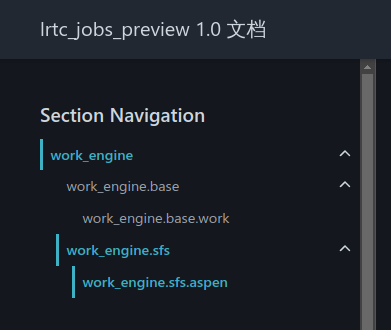 lrtc_jobs_preview 1.0 文档
Section Navigation
work_engine
work_engine.base
work_engine.base.work
work_engine.sfs
work_engine.sfs.aspen